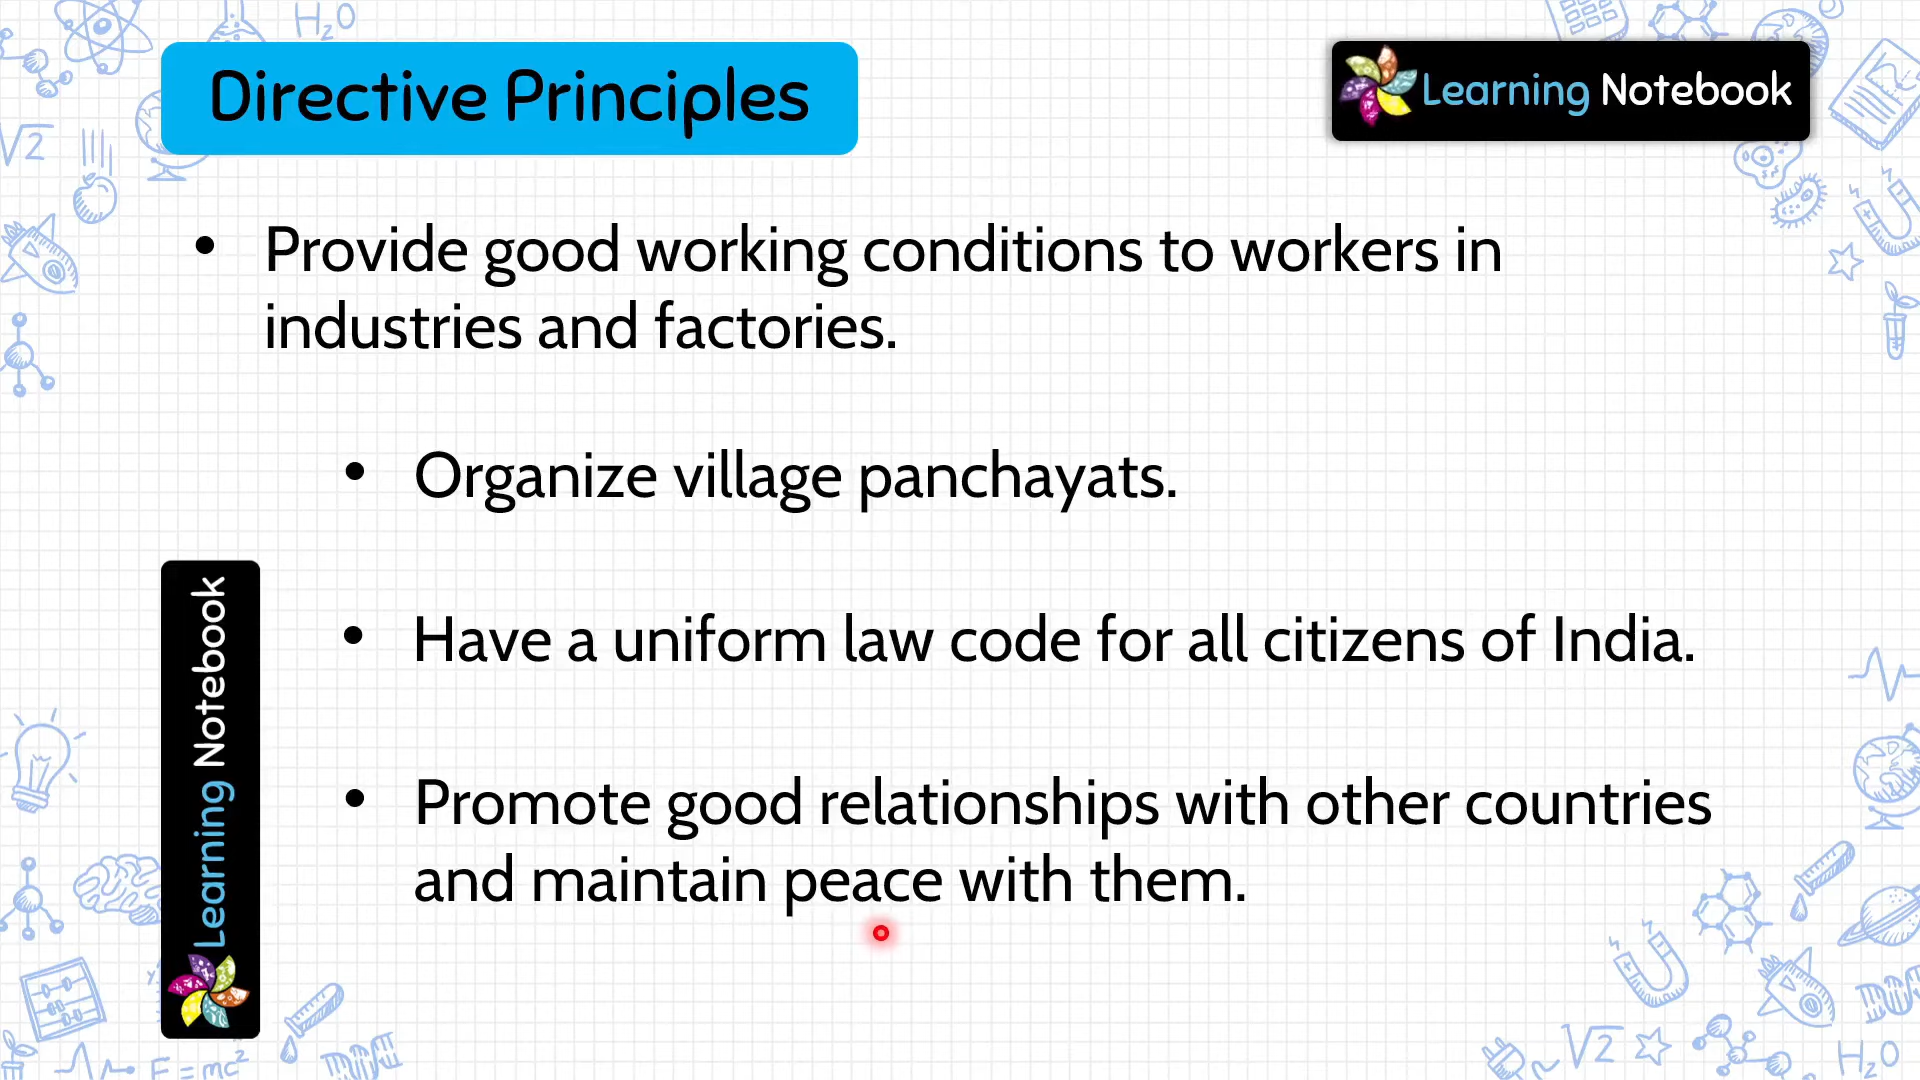 H₂O
Directive Principles
Learning Notebook
√2
• Provide good working conditions to workers in
industries and factories.
• Organize village panchayats.
• Have a uniform law code for all citizens of India.
• Promote good relationships with other countries
and maintain peace with them.
Learning Notebook
E=mc²
√2
H₂O